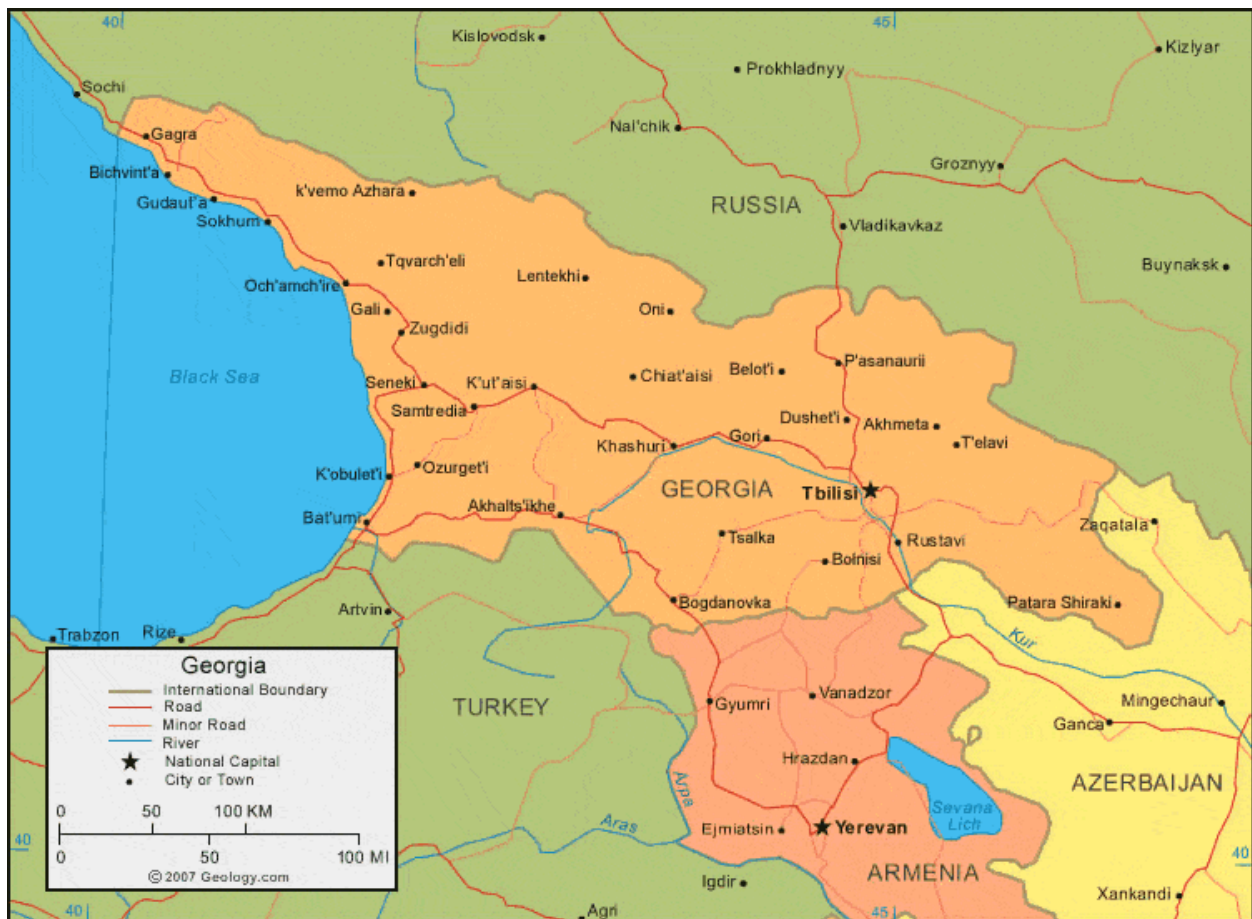 40
45
Kislovodsk
Kizlyar
Prokhladnyy
Sochi
Nal'chik
Gagra
Groznyy
Bichvint'a
k'vemo Azhara
Gudaut'a
RUSSIA
Sokhum
Vladikavkaz
Tqvarch'eli
Buynaksk
Lentekhi
Och'amch'ire
Gali
Oni
Zugdidi
P'asanaurii
Black Sea
Seneki
K'ut'aisi
Chiat'aisi
Belot'i
Samtredia
Dushet'i
Akhmeta
Khashuri
Gori
T'elavi
Ozurget'i
K'obulet'i
GEORGIA
Tbilisi
Akhalts'ikhe
Bat'umi
Zaqatala
Tsalka
Rustavi
Bolnisi
Artvin
Bogdanovka
Patara Shiraki
Trabzon
Rize
Kur
Georgia
International Boundary
Road
Minor Road
River
National Capital
City or Town
0 50 100 KM
0 50 100 MI
© 2007 Geology.com
TURKEY
Gyumri
Vanadzor
Mingechaur
Ganca
Hrazdan
AZERBAIJAN
Arpa
Sevana
Lich
Aras
Ejmiatsin
Yerevan
40
40
ARMENIA
Igdir
Xankandi
40
Agri
45